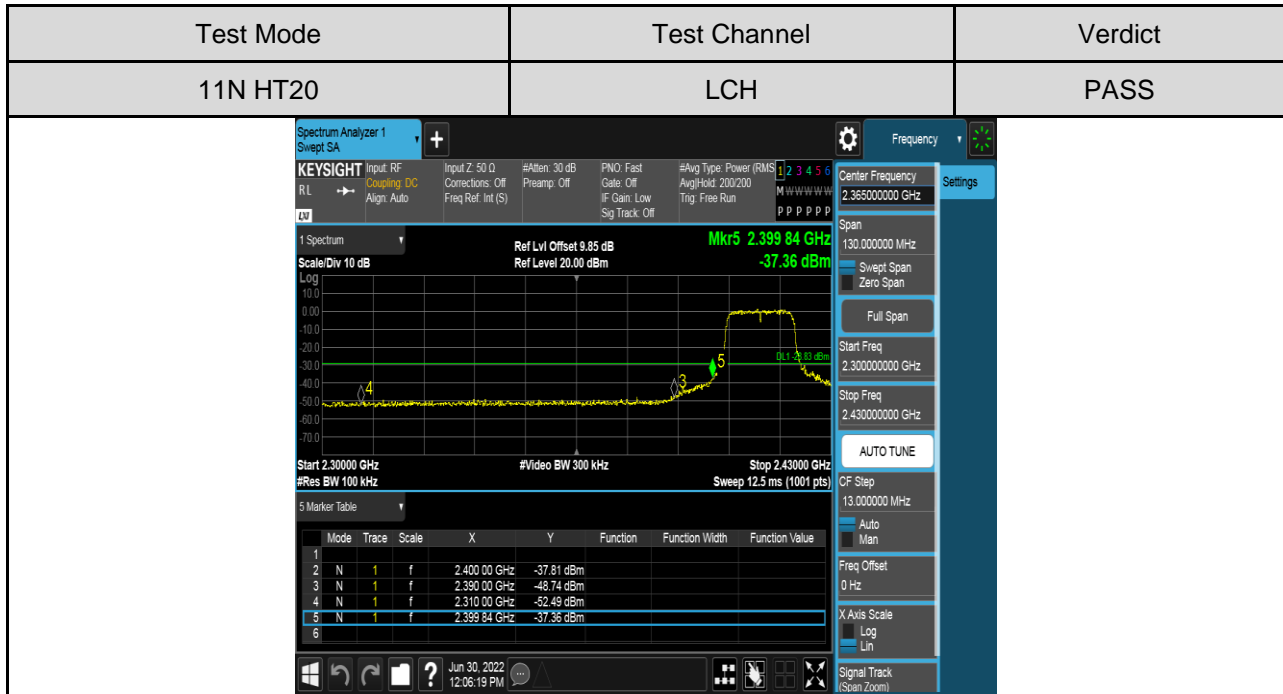 Test Mode Test Channel Verdict
11N HT20 LCH PASS
Spectrum Analyzer 1
Swept SA
+
Frequency
KEYSIGHT
RL
LXI
Input: RF
Coupling: DC
Align: Auto
Input Z: 50 Ω
Corrections: Off
Freq Ref: Int (S)
#Atten: 30 dB
Preamp: Off
PNO: Fast
Gate: Off
IF Gain: Low
Sig Track: Off
#Avg Type: Power (RMS
Avg|Hold: 200/200
Trig: Free Run
1 2 3 4 5 6
M W W W W W
P P P P P P
1 Spectrum
Scale/Div 10 dB
Ref Lvl Offset 9.85 dB
Ref Level 20.00 dBm
Mkr5 2.399 84 GHz
-37.36 dBm
Log
10.0
0.00
-10.0
-20.0
-30.0
-40.0
-50.0
-60.0
-70.0
DL1 -29.83 dBm
5
3
4
Start 2.30000 GHz
#Video BW 300 kHz
Stop 2.43000 GHz
#Res BW 100 kHz
Sweep 12.5 ms (1001 pts)
5 Marker Table
Mode Trace Scale X Y Function Function Width Function Value
1
2 N 1 f 2.400 00 GHz -37.81 dBm
3 N 1 f 2.390 00 GHz -48.74 dBm
4 N 1 f 2.310 00 GHz -52.49 dBm
5 N 1 f 2.399 84 GHz -37.36 dBm
6
?
Jun 30, 2022
12:06:19 PM
Center Frequency
2.365000000 GHz
Settings
Span
130.000000 MHz
Swept Span
Zero Span
Full Span
Start Freq
2.300000000 GHz
Stop Freq
2.430000000 GHz
AUTO TUNE
CF Step
13.000000 MHz
Auto
Man
Freq Offset
0 Hz
X Axis Scale
Log
Lin
Signal Track
(Span Zoom)